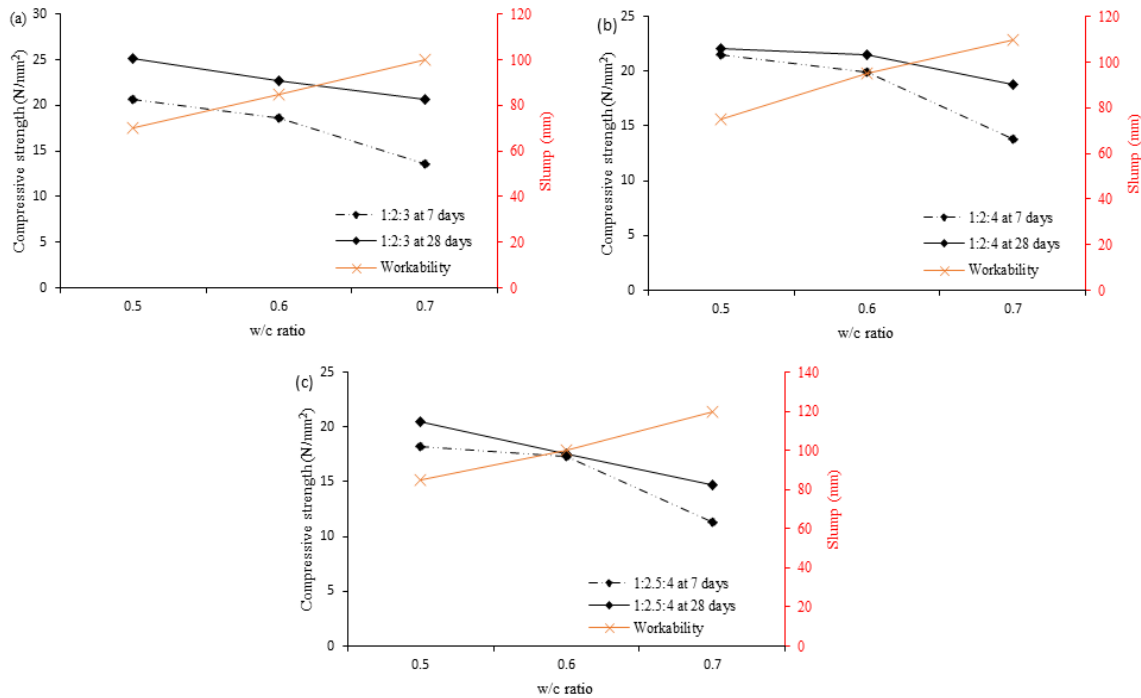 (a)
30
25
20
15
10
5
0
Compressive strength (N/mm²)
120
100
80
60
40
20
0
Slump (mm)
1:2:3 at 7 days
1:2:3 at 28 days
Workability
0.5 0.6 0.7
w/c ratio
(b)
25
20
15
10
5
0
Compressive strength (N/mm²)
120
100
80
60
40
20
0
Slump (mm)
1:2:4 at 7 days
1:2:4 at 28 days
Workability
0.5 0.6 0.7
w/c ratio
(c)
25
20
15
10
5
0
Compressive strength (N/mm²)
140
120
100
80
60
40
20
0
Slump (mm)
1:2.5:4 at 7 days
1:2.5:4 at 28 days
Workability
0.5 0.6 0.7
w/c ratio